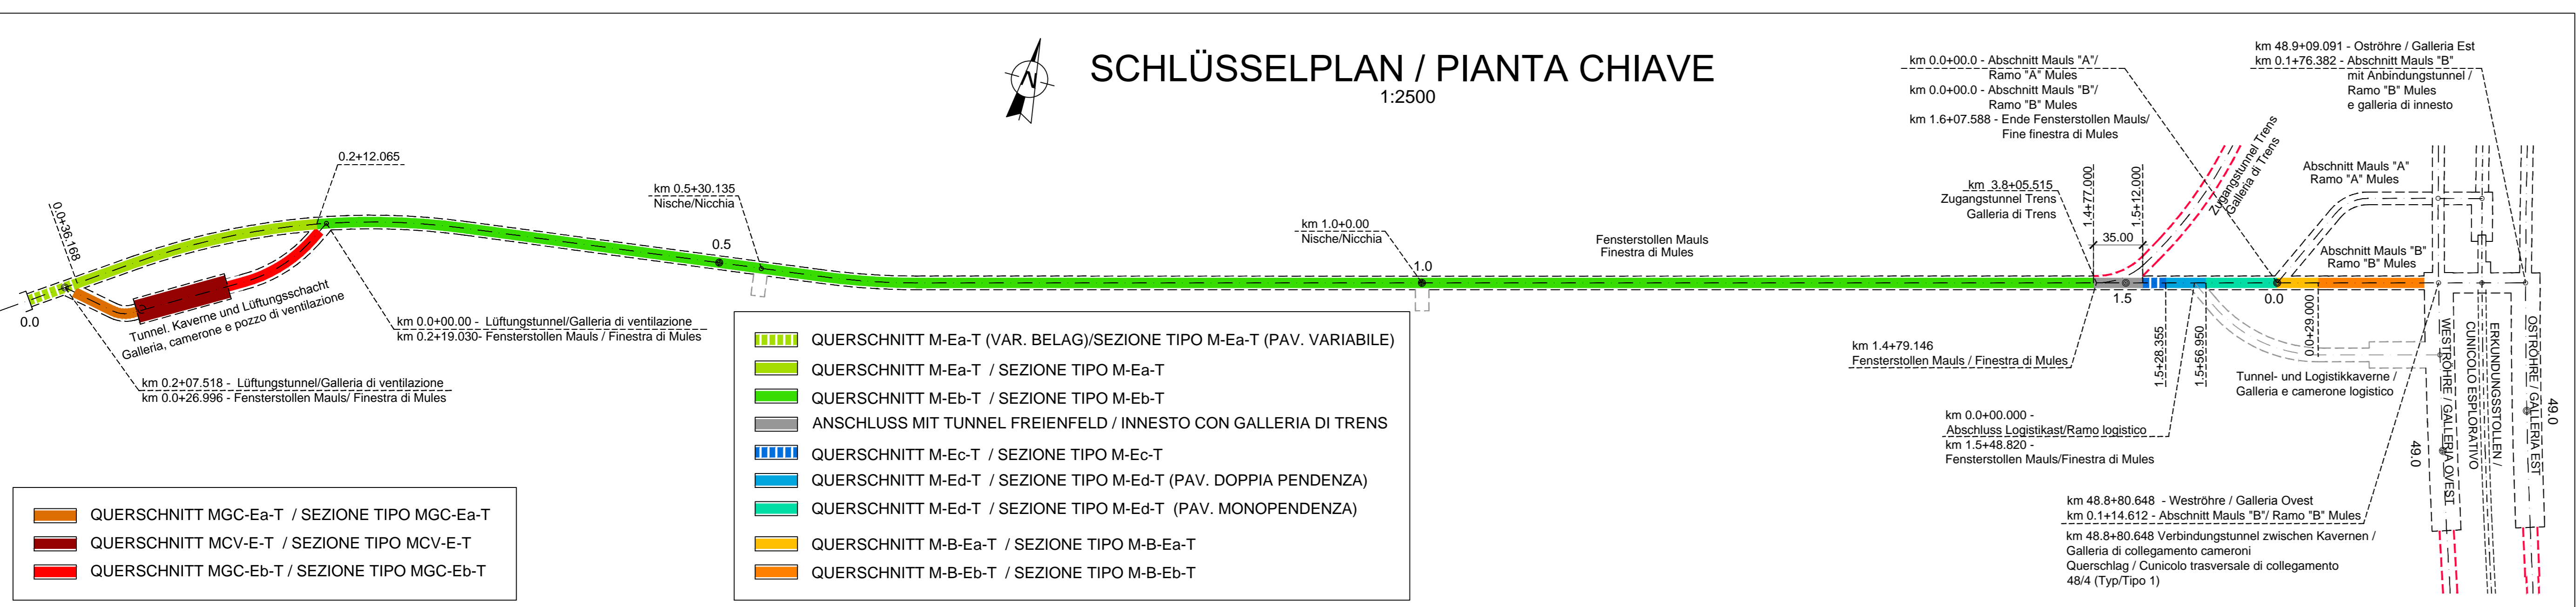 SCHLÜSSELPLAN / PIANTA CHIAVE
1:2500
N
0.0+36.168
0.0
0.2+12.065
Tunnel. Kaverne und Lüftungsschacht
Galleria, camerone e pozzo di ventilazione
km 0.2+07.518 - Lüftungstunnel/Galleria di ventilazione
km 0.0+26.996 - Fensterstollen Mauls/ Finestra di Mules
km 0.0+00.00 - Lüftungstunnel/Galleria di ventilazione
km 0.2+19.030- Fensterstollen Mauls / Finestra di Mules
0.5
km 0.5+30.135
Nische/Nicchia
km 1.0+0.00
Nische/Nicchia
1.0
Fensterstollen Mauls
Finestra di Mules
km 0.0+00.0 - Abschnitt Mauls "A"/
Ramo "A" Mules
km 0.0+00.0 - Abschnitt Mauls "B"/
Ramo "B" Mules
km 1.6+07.588 - Ende Fensterstollen Mauls/
Fine finestra di Mules
km 48.9+09.091 - Oströhre / Galleria Est
km 0.1+76.382 - Abschnitt Mauls "B"
mit Anbindungstunnel /
Ramo "B" Mules
e galleria di innesto
km 3.8+05.515
Zugangstunnel Trens
Galleria di Trens
1.4+77.000
1.5+12.000
35.00
Zugangstunnel Trens
Galleria di Trens
Abschnitt Mauls "A"
Ramo "A" Mules
Abschnitt Mauls "B"
Ramo "B" Mules
1.5
0.0
1.5+28.355
1.5+56.950
0.0+29.000
km 1.4+79.146
Fensterstollen Mauls / Finestra di Mules
Tunnel- und Logistikkaverne /
Galleria e camerone logistico
km 0.0+00.000 -
Abschluss Logistikast/Ramo logistico
km 1.5+48.820 -
Fensterstollen Mauls/Finestra di Mules
km 48.8+80.648 - Weströhre / Galleria Ovest
km 0.1+14.612 - Abschnitt Mauls "B"/ Ramo "B" Mules
km 48.8+80.648 Verbindungtunnel zwischen Kavernen /
Galleria di collegamento cameroni
Querschlag / Cunicolo trasversale di collegamento
48/4 (Typ/Tipo 1)
WESTRÖHRE / GALLERIA OVEST
ERKUNDUNGSSTOLLEN /
CUNICOLO ESPLORATIVO
OSTRÖHRE / GALLERIA EST
49.0
49.0
QUERSCHNITT MGC-Ea-T / SEZIONE TIPO MGC-Ea-T
QUERSCHNITT MCV-E-T / SEZIONE TIPO MCV-E-T
QUERSCHNITT MGC-Eb-T / SEZIONE TIPO MGC-Eb-T
QUERSCHNITT M-Ea-T (VAR. BELAG)/SEZIONE TIPO M-Ea-T (PAV. VARIABILE)
QUERSCHNITT M-Ea-T / SEZIONE TIPO M-Ea-T
QUERSCHNITT M-Eb-T / SEZIONE TIPO M-Eb-T
ANSCHLUSS MIT TUNNEL FREIENFELD / INNESTO CON GALLERIA DI TRENS
QUERSCHNITT M-Ec-T / SEZIONE TIPO M-Ec-T
QUERSCHNITT M-Ed-T / SEZIONE TIPO M-Ed-T (PAV. DOPPIA PENDENZA)
QUERSCHNITT M-Ed-T / SEZIONE TIPO M-Ed-T (PAV. MONOPENDENZA)
QUERSCHNITT M-B-Ea-T / SEZIONE TIPO M-B-Ea-T
QUERSCHNITT M-B-Eb-T / SEZIONE TIPO M-B-Eb-T